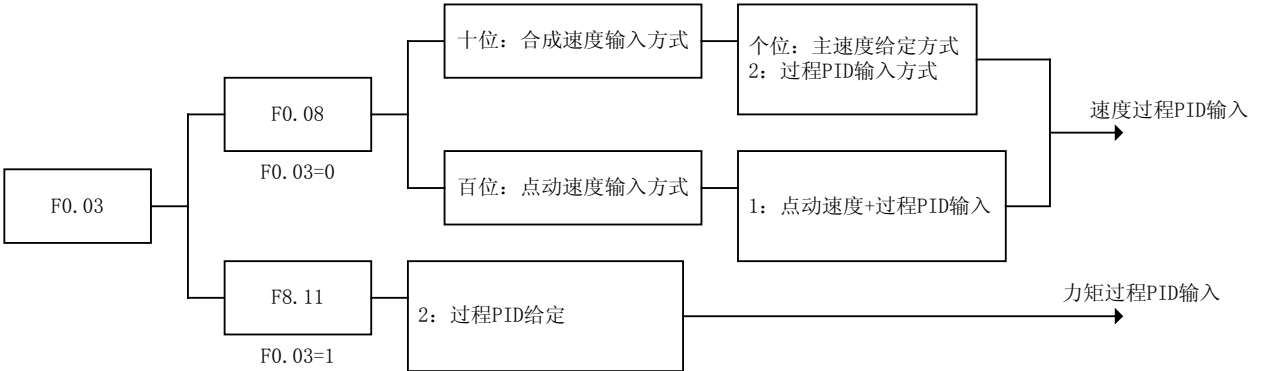 十位：合成速度输入方式
个位：主速度给定方式
2：过程PID输入方式
F0.08
速度过程PID输入
F0.03=0
百位：点动速度输入方式
F0.03
1：点动速度+过程PID输入
F8.11
力矩过程PID输入
2：过程PID给定
F0.03=1